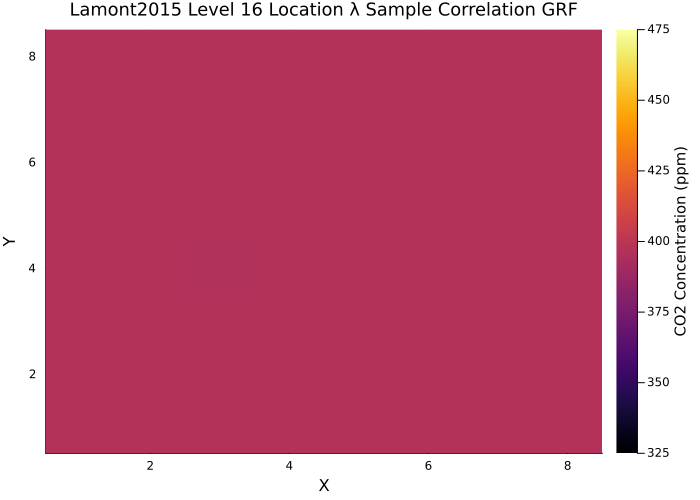 Lamont2015 Level 16 Location λ Sample Correlation GRF
8
6
4
2
Y
2 4 6 8
X
475
450
425
400
375
350
325
CO2 Concentration (ppm)